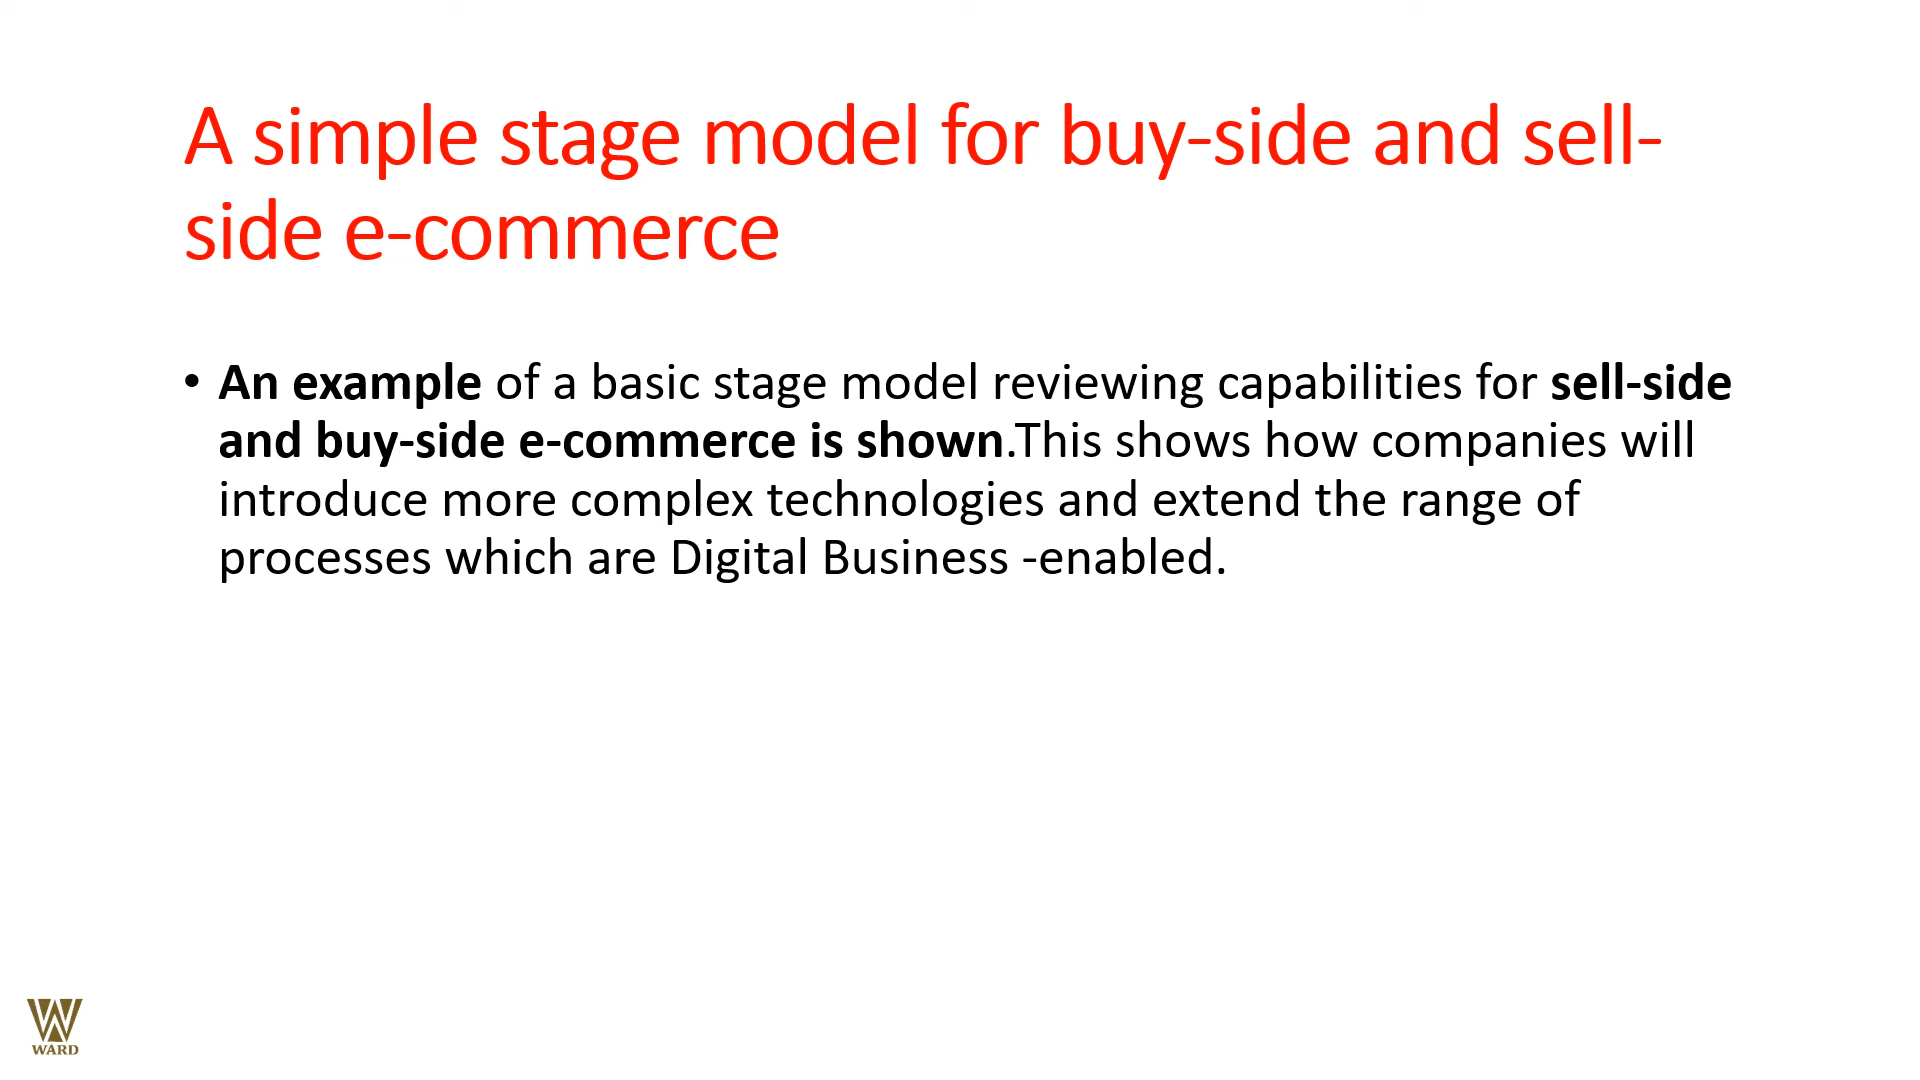 A simple stage model for buy-side and sell-
side e-commerce
• An example of a basic stage model reviewing capabilities for sell-side
and buy-side e-commerce is shown.This shows how companies will
introduce more complex technologies and extend the range of
processes which are Digital Business -enabled.
WARD